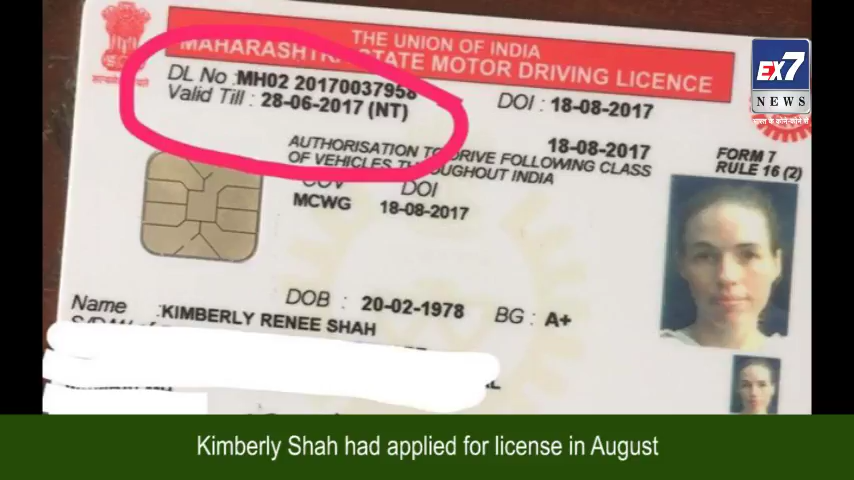 THE UNION OF INDIA
MAHARASHTRA STATE MOTOR DRIVING LICENCE
DL No :MH02 20170037958
DOI : 18-08-2017
Valid Till : 28-06-2017 (NT)
18-08-2017
AUTHORISATION TO DRIVE FOLLOWING CLASS
OF VEHICLES THROUGHOUT INDIA
FORM 7
RULE 16 (2)
COV DOI
MCWG 18-08-2017
DOB : 20-02-1978 BG : A+
Name :KIMBERLY RENEE SHAH
EX7
NEWS
Kimberly Shah had applied for license in August